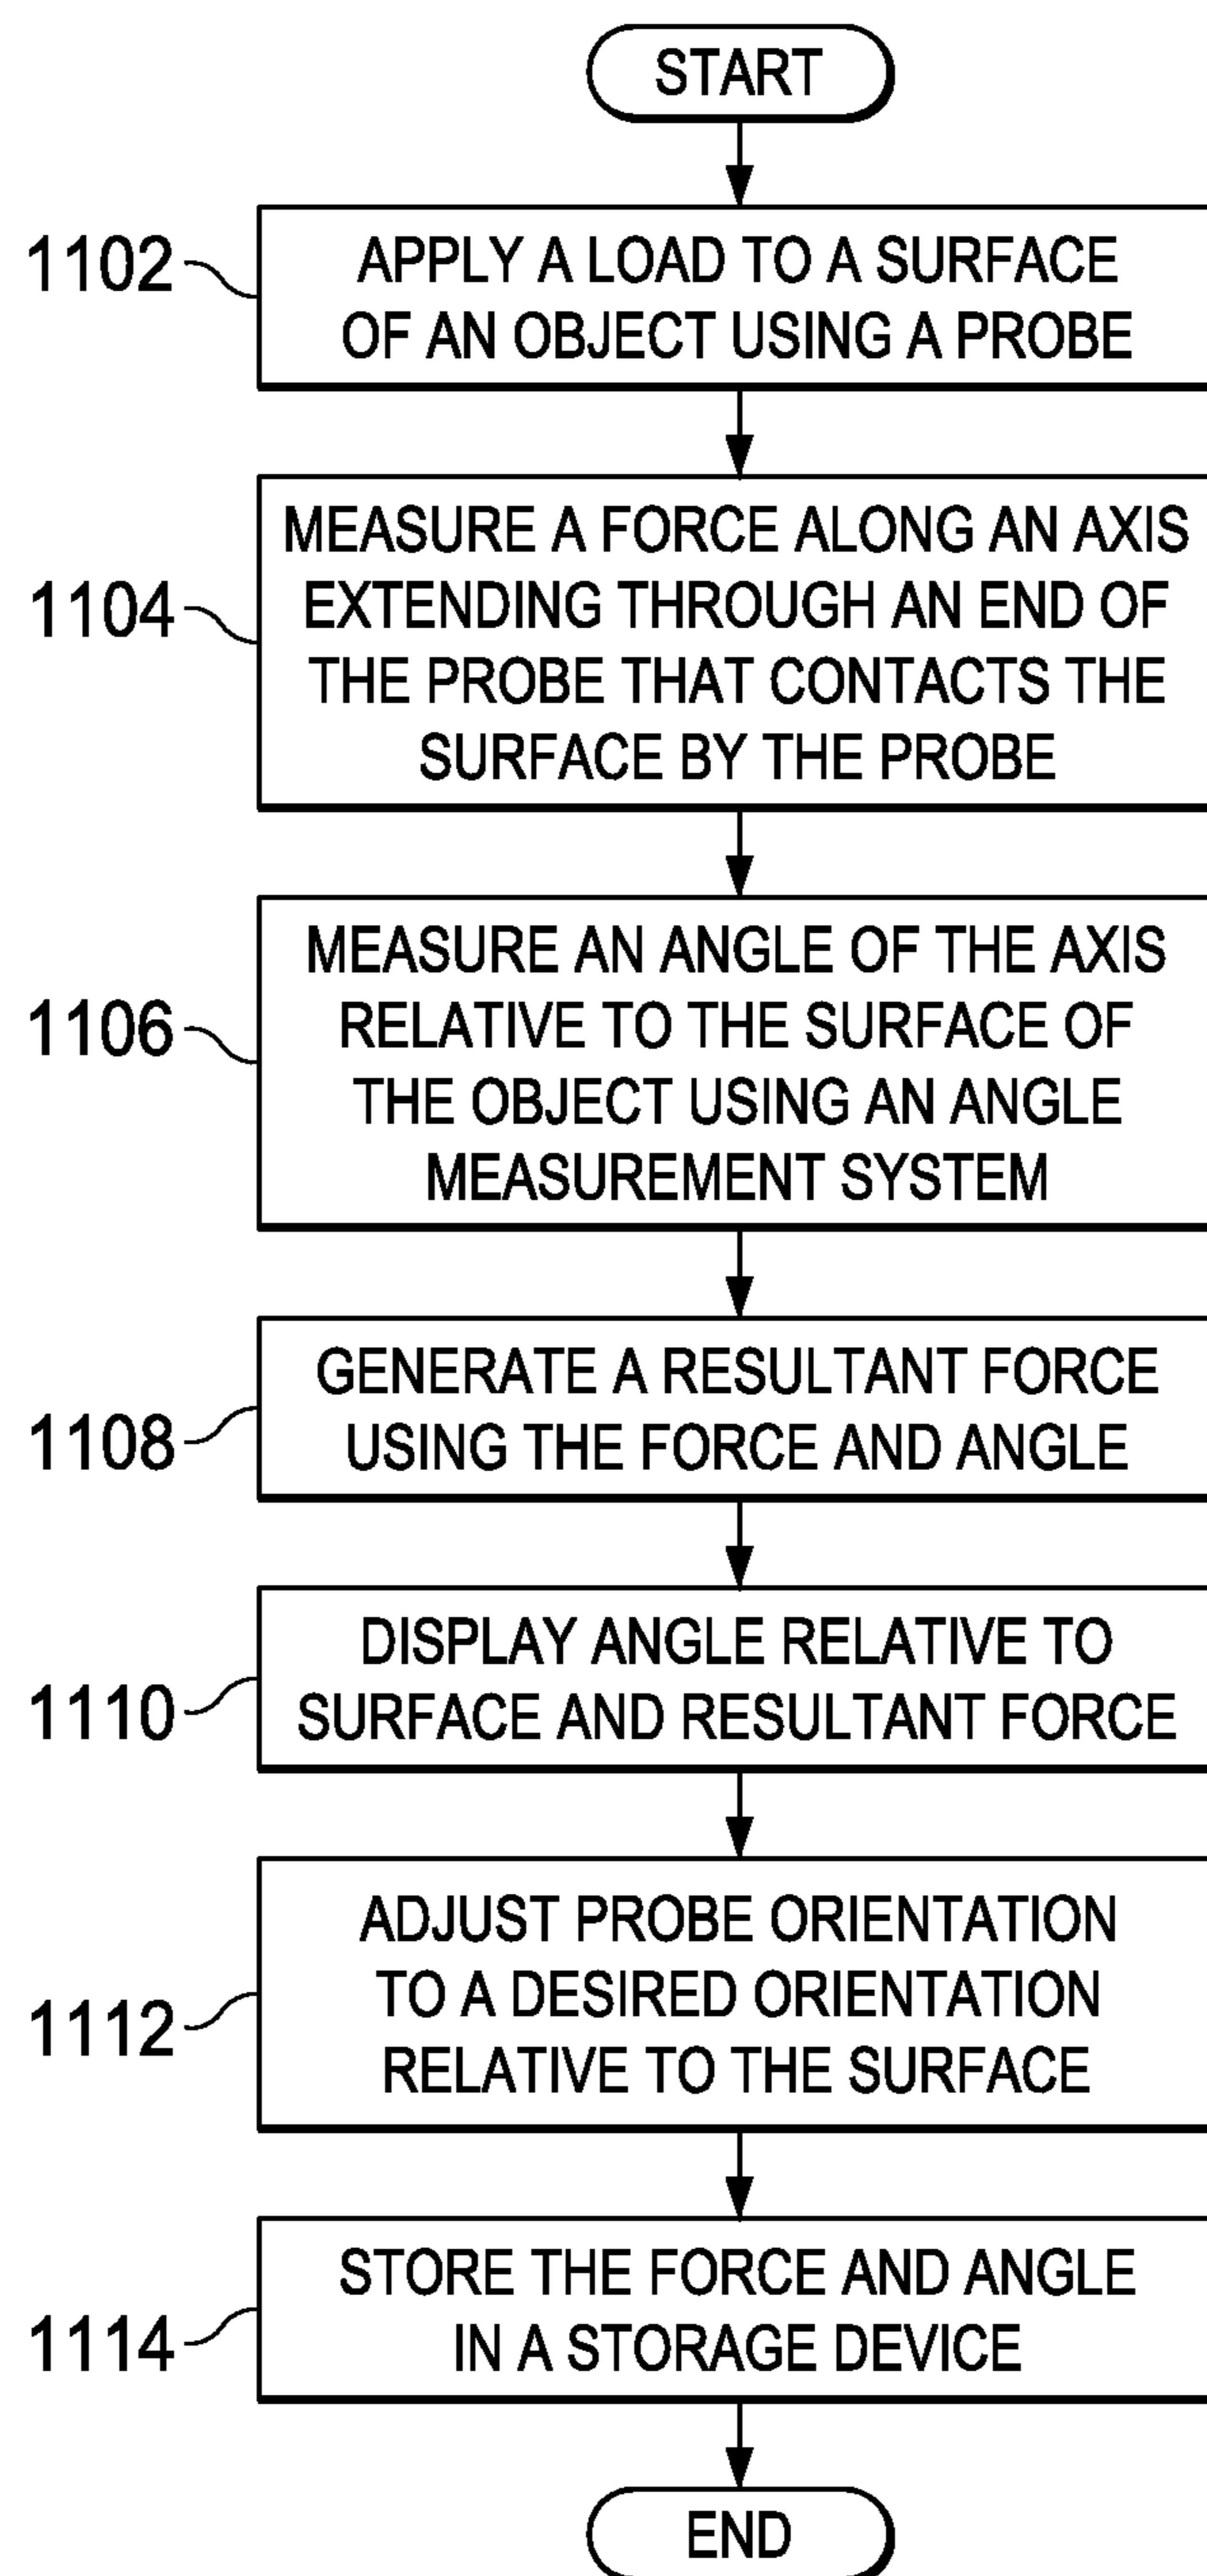 START
1102
APPLY A LOAD TO A SURFACE
OF AN OBJECT USING A PROBE
1104
MEASURE A FORCE ALONG AN AXIS
EXTENDING THROUGH AN END OF
THE PROBE THAT CONTACTS THE
SURFACE BY THE PROBE
1106
MEASURE AN ANGLE OF THE AXIS
RELATIVE TO THE SURFACE OF
THE OBJECT USING AN ANGLE
MEASUREMENT SYSTEM
1108
GENERATE A RESULTANT FORCE
USING THE FORCE AND ANGLE
1110
DISPLAY ANGLE RELATIVE TO
SURFACE AND RESULTANT FORCE
1112
ADJUST PROBE ORIENTATION
TO A DESIRED ORIENTATION
RELATIVE TO THE SURFACE
1114
STORE THE FORCE AND ANGLE
IN A STORAGE DEVICE
END